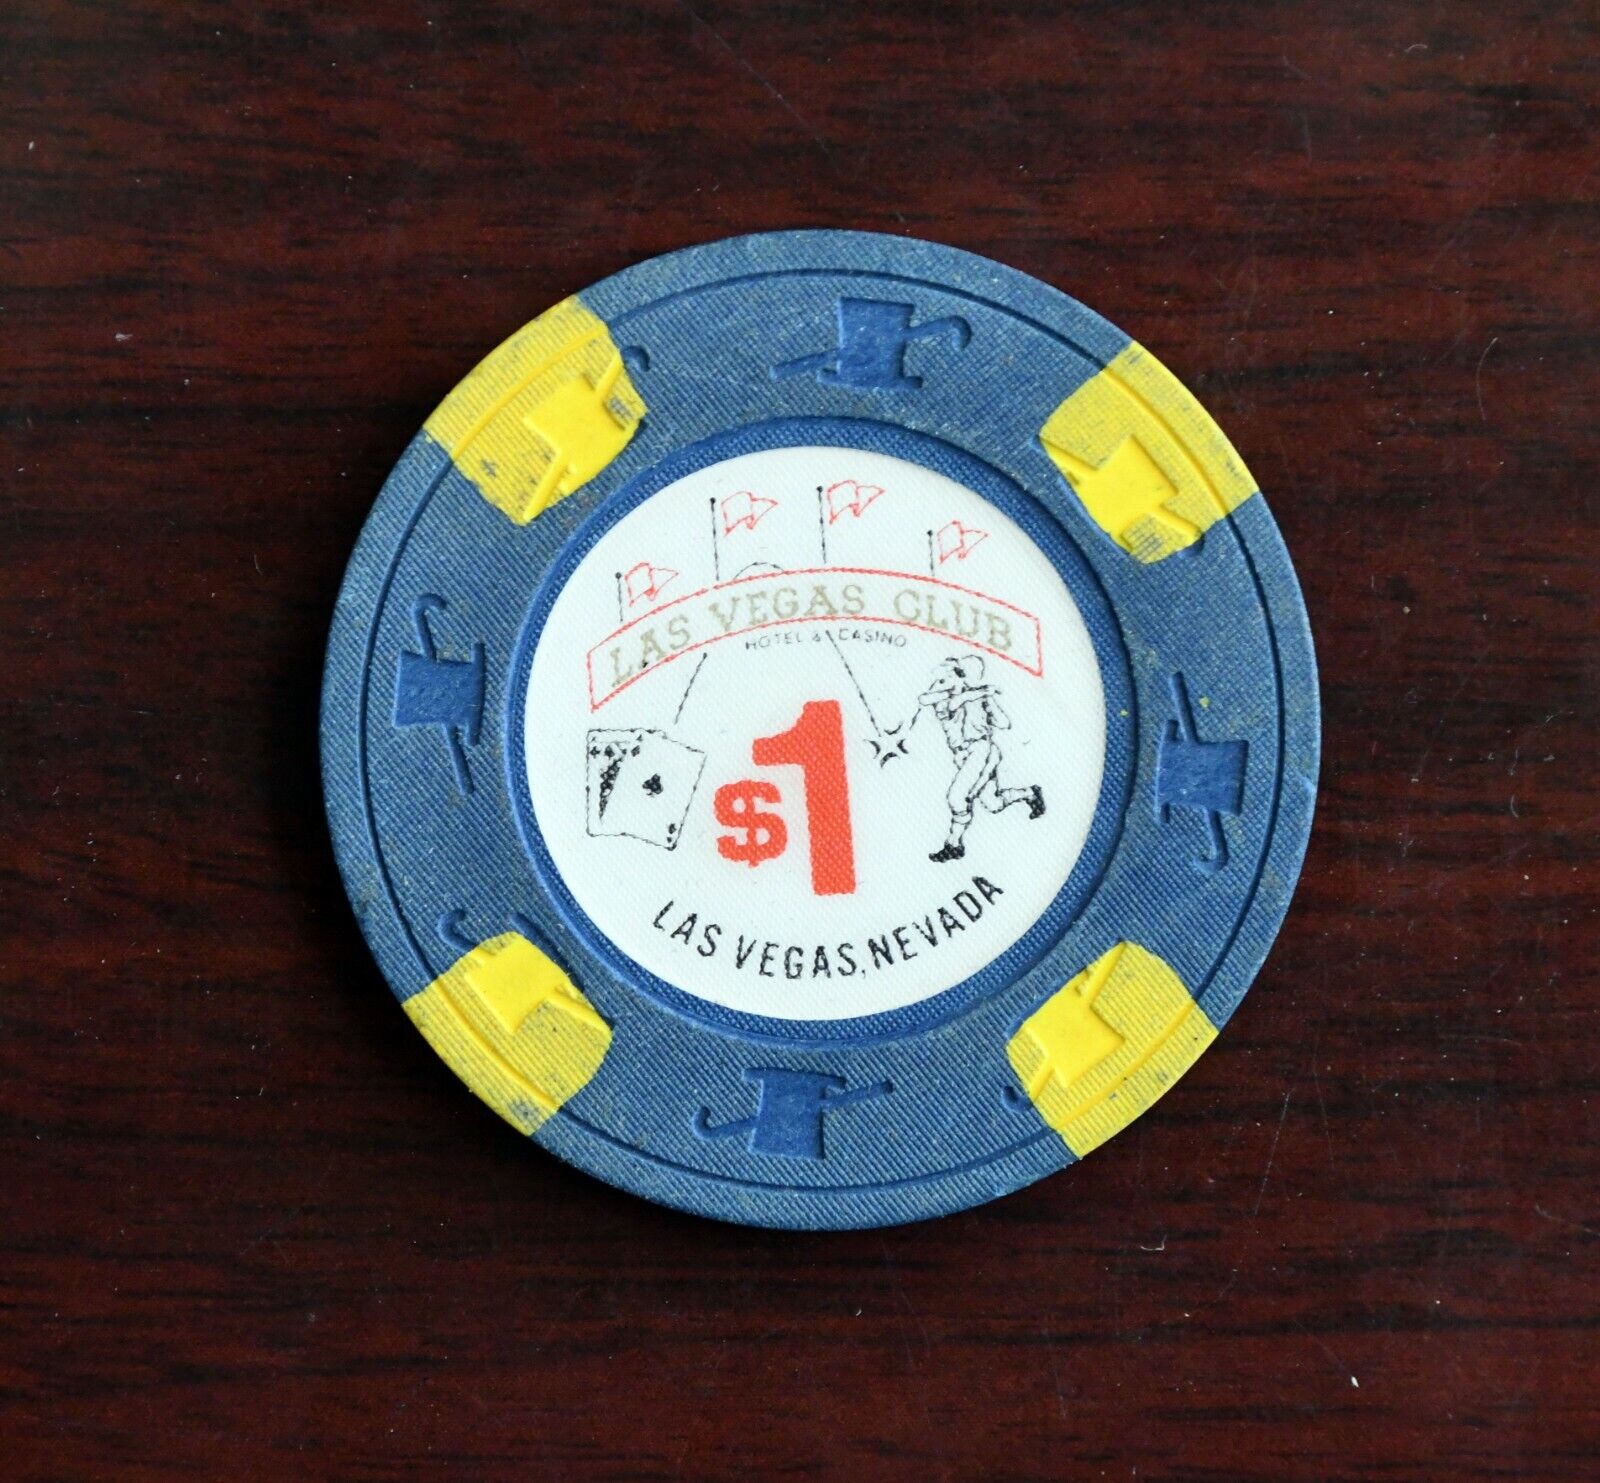 LAS VEGAS CLUB
HOTEL & CASINO
$1
LAS VEGAS, NEVADA